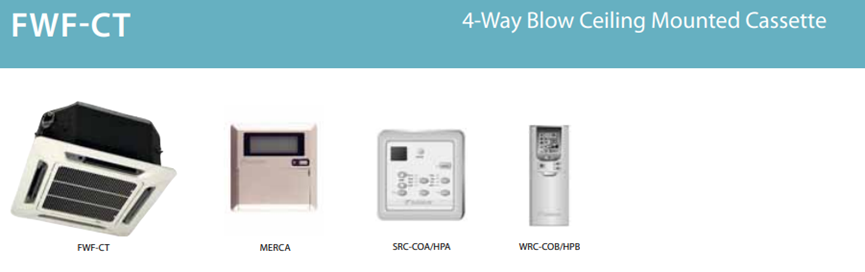 FWF-CT
4-Way Blow Ceiling Mounted Cassette
FWF-CT
MERCA
SRC-COA/HPA
WRC-COB/HPB